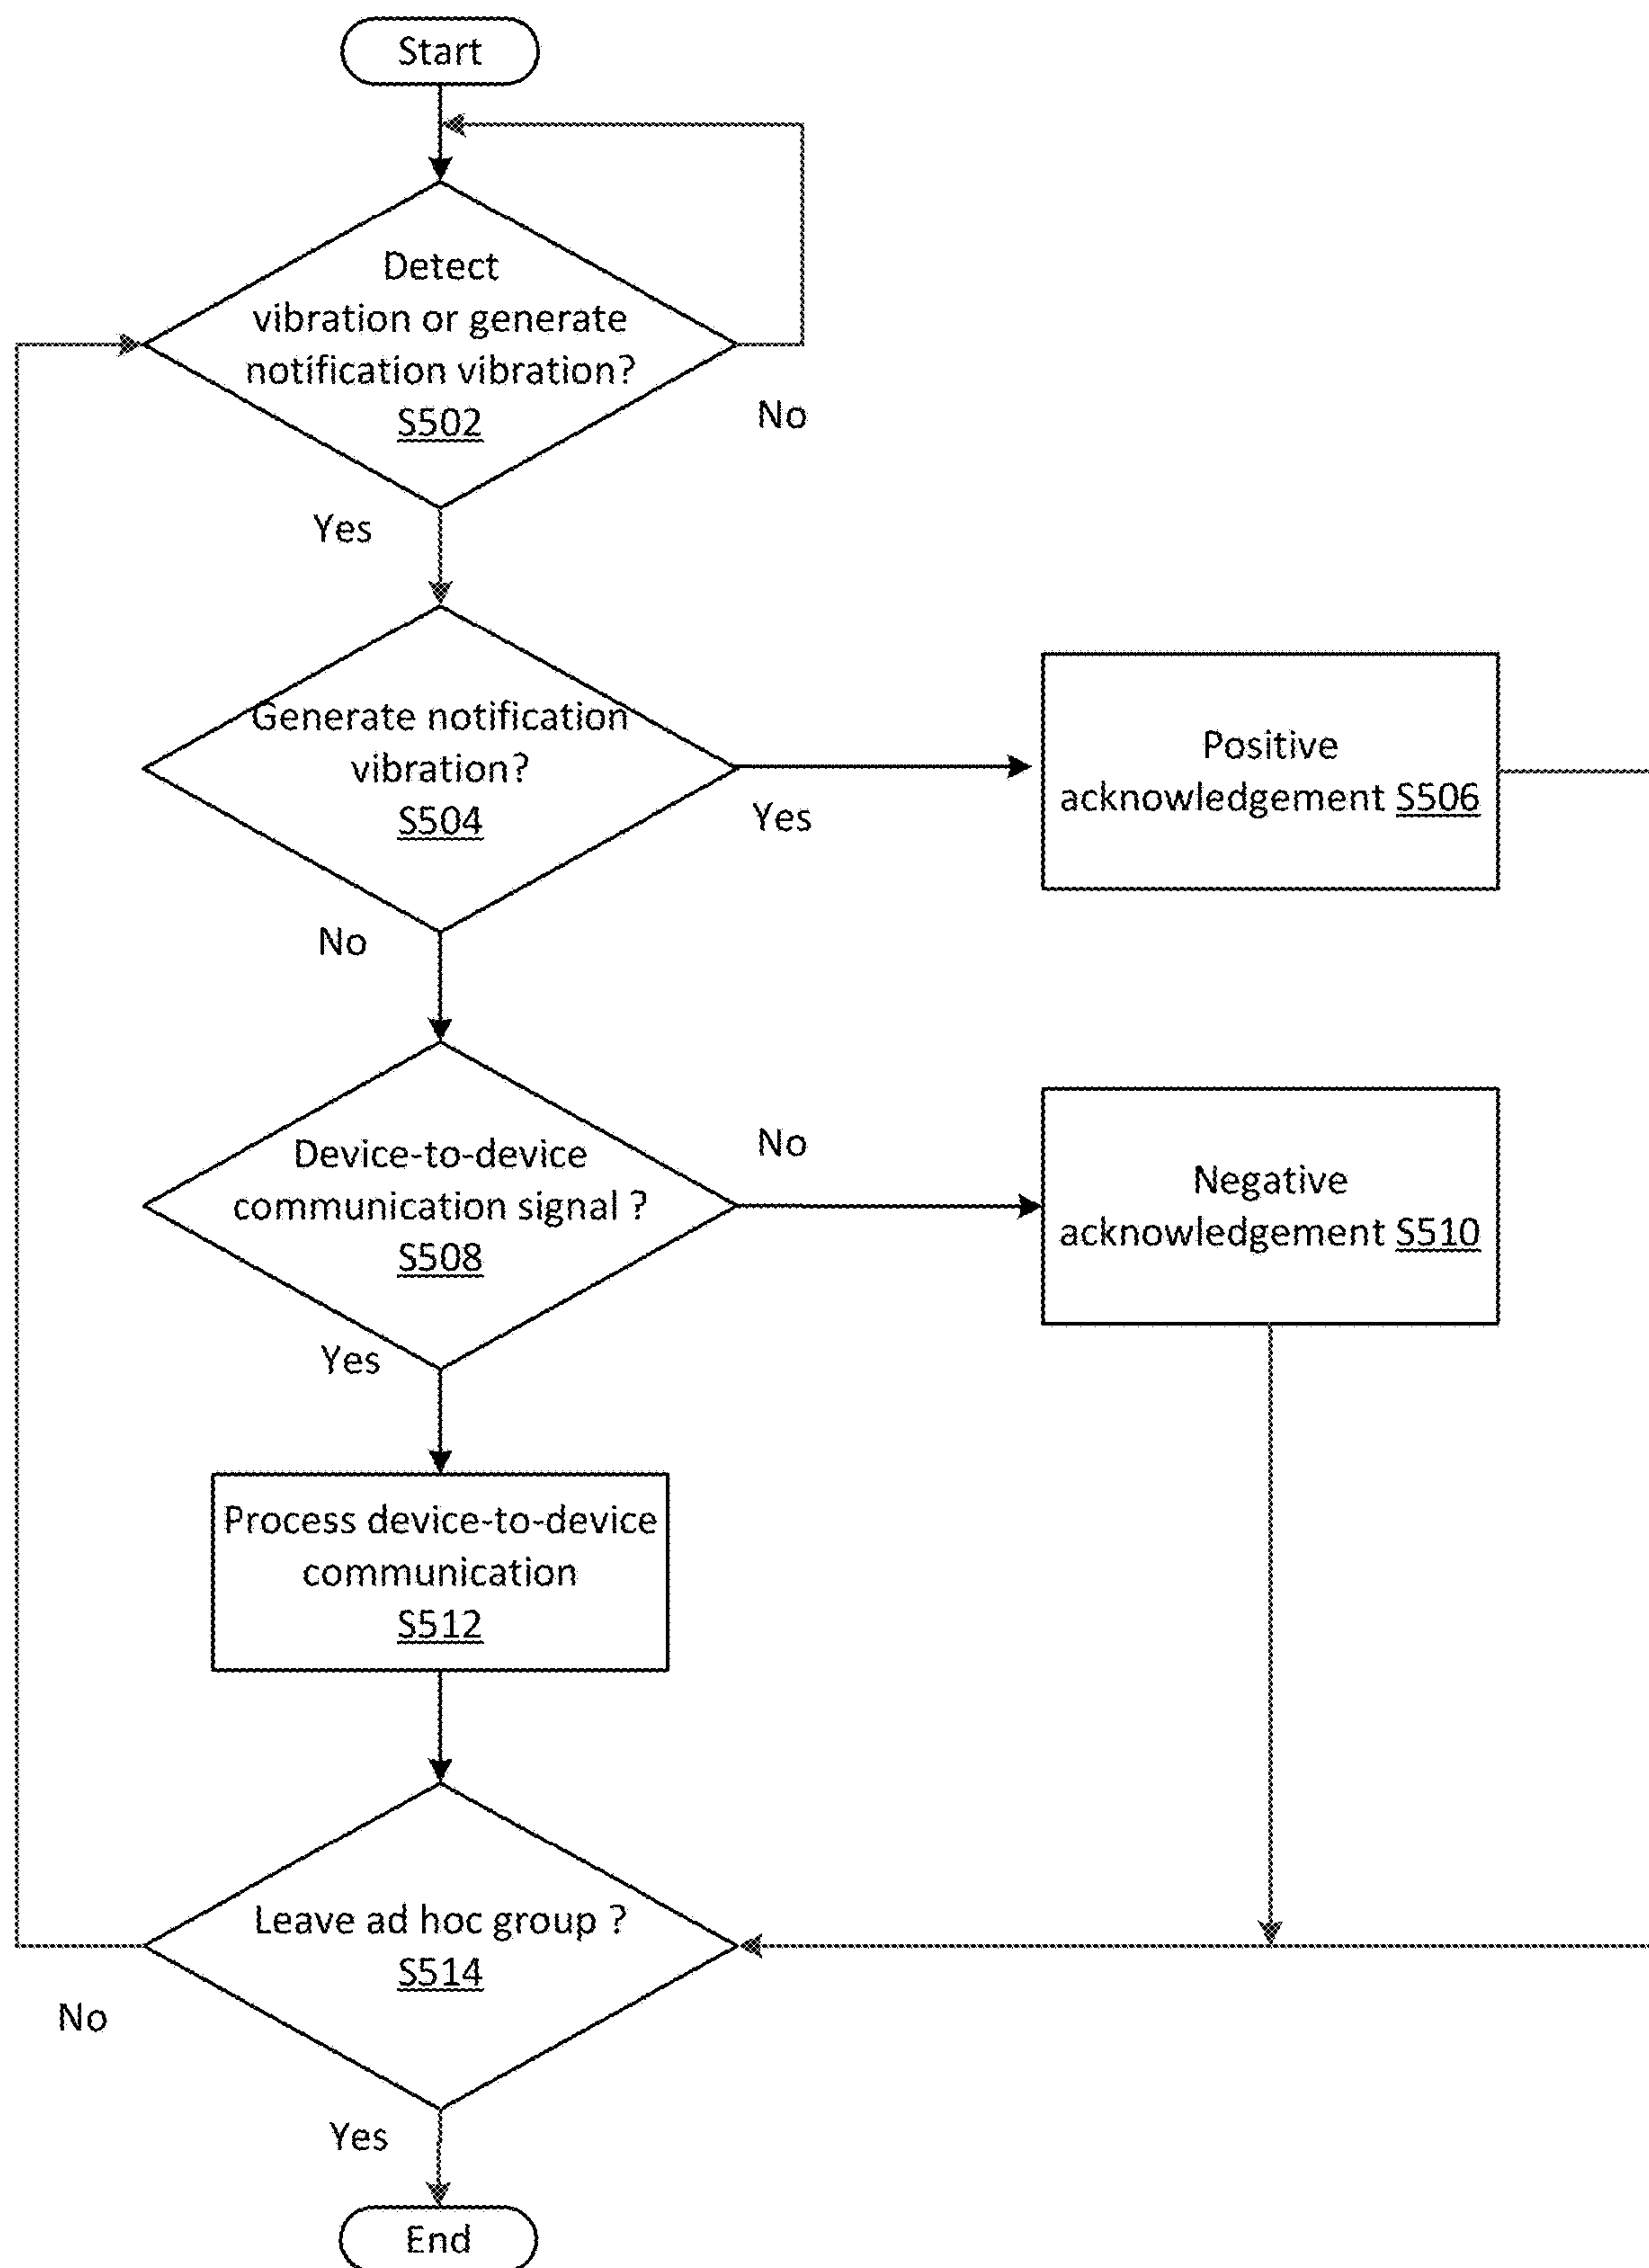 Start
Detect
vibration or generate
notification vibration?
S502
No
Yes
Generate notification
vibration?
S504
Yes
Positive
acknowledgement S506
No
Device-to-device
communication signal ?
S508
No
Negative
acknowledgement S510
Yes
Process device-to-device
communication
S512
Leave ad hoc group ?
S514
No
Yes
End